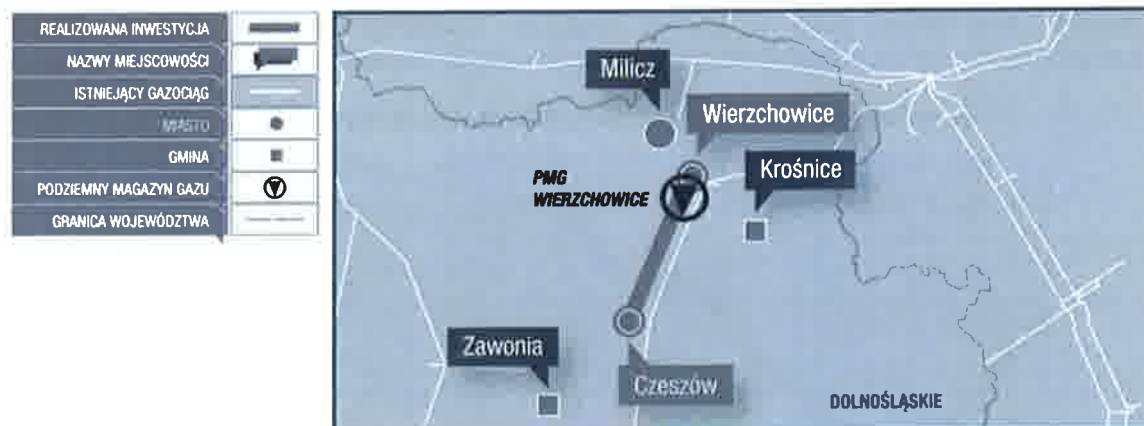 REALIZOWANA INWESTYCJA
NAZWY MIEJSCOWOŚCI
ISTNIEJĄCY GAZOCIĄG
MIASTO
GMINA
PODZIEMNY MAGAZYN GAZU
GRANICA WOJEWÓDZTWA
Milicz
Wierzchowice
Krośnice
PMG
WIERZCHOWICE
Zawonia
Czeszów
DOLNOŚLĄSKIE